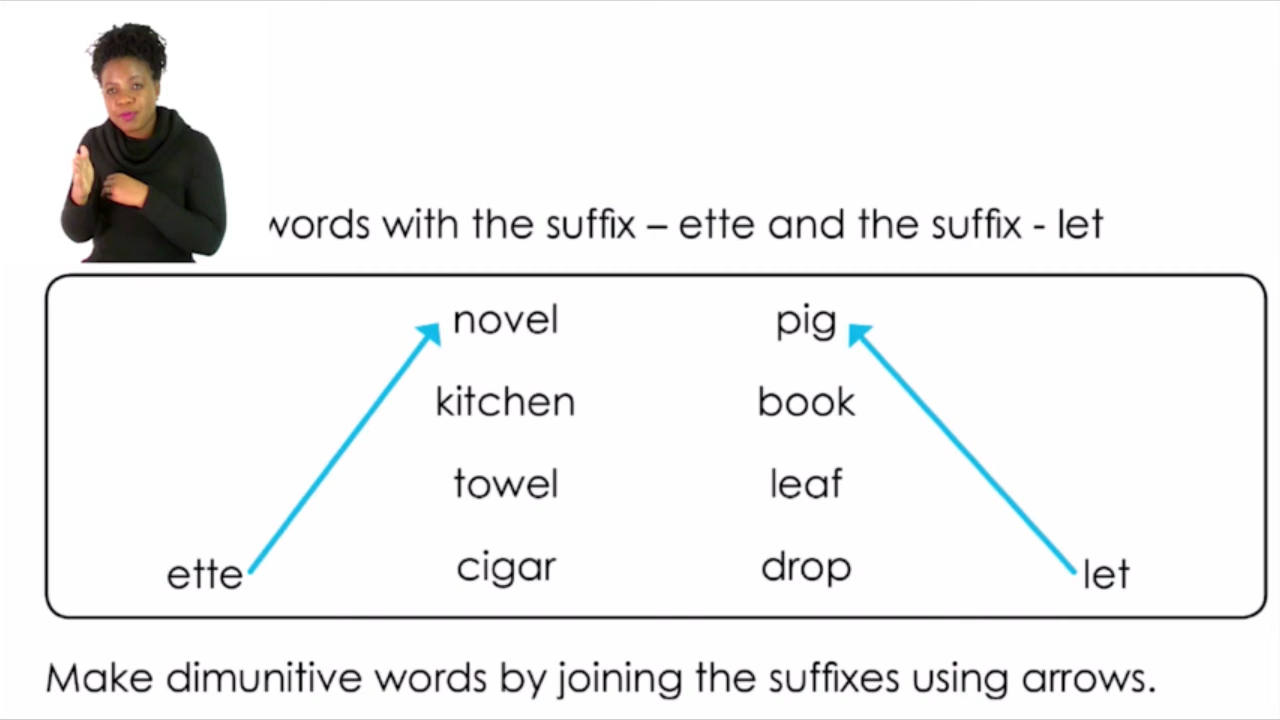 words with the suffix – ette and the suffix - let
novel pig
kitchen book
towel leaf
cigar drop
ette let
Make dimunitive words by joining the suffixes using arrows.